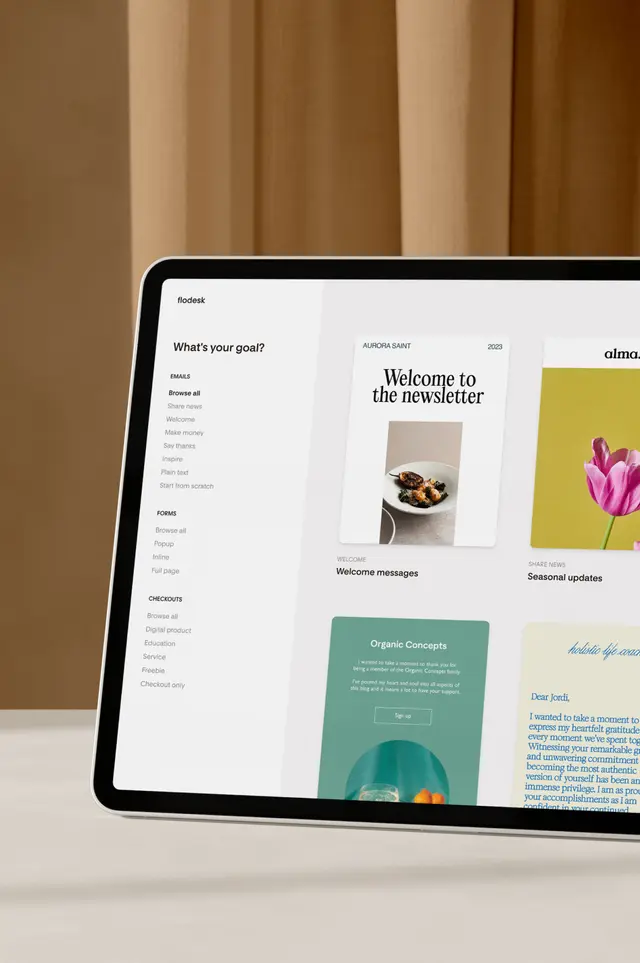 flodesk
What's your goal?
EMAILS
Browse all
Share news
Welcome
Make money
Say thanks
Inspire
Plain text
Start from scratch
FORMS
Browse all
Popup
Inline
Full page
CHECKOUTS
Browse all
Digital product
Education
Service
Freebie
Checkout only
AURORA SAINT 2023
Welcome to
the newsletter
WELCOME
Welcome messages
alma.
SHARE NEWS
Seasonal updates
Organic Concepts
I wanted to take a moment to thank you for
being a member of the Organic Concepts family.
I've poured my heart and soul into all aspects of
this blog and it means a lot to have your support.
Sign up
holistic life
Dear Jordi,
I wanted to take a moment to
express my heartfelt gratitude
every moment we've spent
Witnessing your remarkable
and unwavering commitment
becoming the most authentic
version of yourself has been an
immense privilege. I am as
your accomplishments as I am
confident in your continued